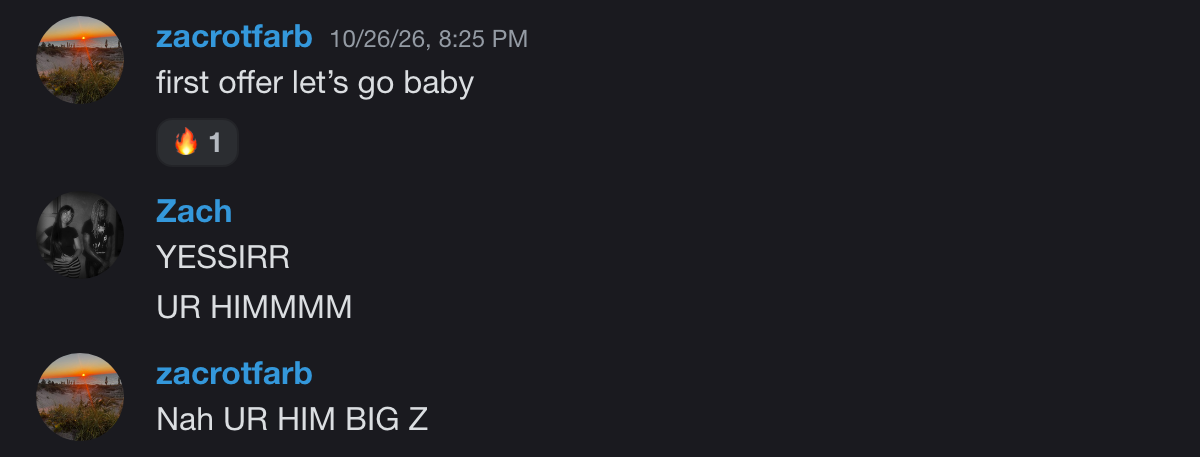 zacrotfarb 10/26/26, 8:25 PM
first offer let’s go baby
🔥 1
Zach
YESSIRR
UR HIMMMM
zacrotfarb
Nah UR HIM BIG Z